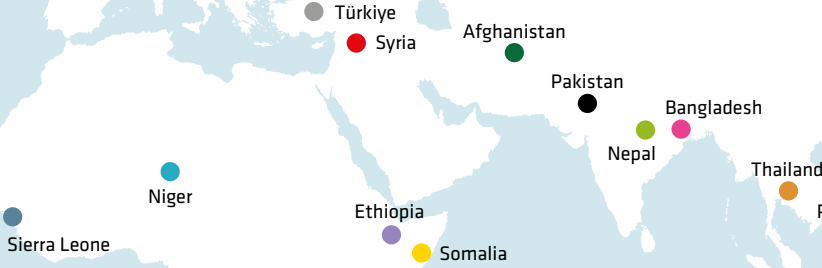 Türkiye
Afghanistan
Syria
Pakistan
Bangladesh
Nepal
Thailand
Niger
Ethiopia
Sierra Leone
Somalia